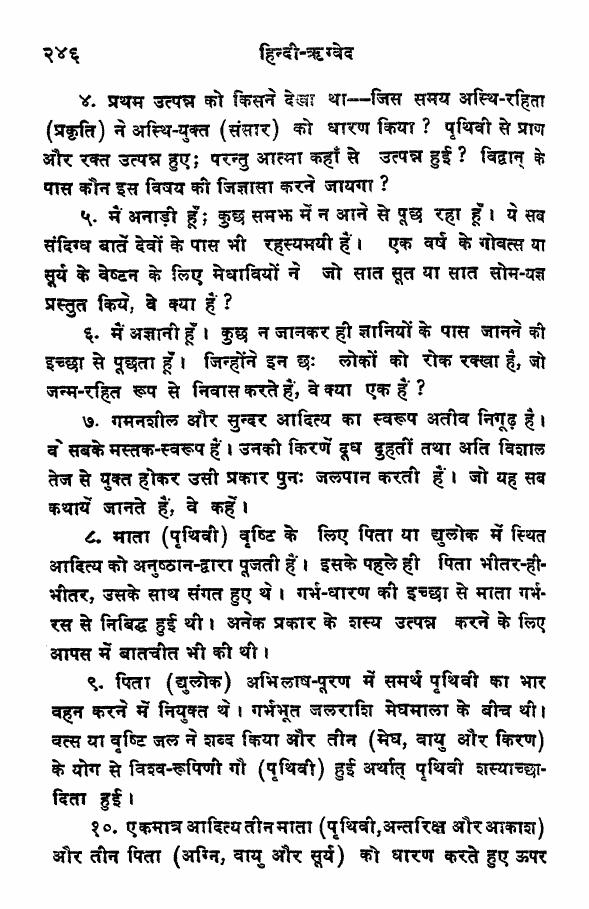 २४६ हिन्दी-ऋग्वेद
४. प्रथम उत्पन्न को किसने देखा था--जिस समय अस्थि-रहिता
(प्रकृति) ने अस्थि-युक्त (संसार) को धारण किया ? पृथिवी से प्राण
और रक्त उत्पन्न हुए; परन्तु आत्मा कहाँ से उत्पन्न हुई ? विद्वान् के
पास कौन इस विषय की जिज्ञासा करने जायगा ?
५. मैं अनाड़ी हूँ; कुछ समझ में न आने से पूछ रहा हूँ। ये सब
संदिग्ध बातें देवों के पास भी रहस्यमयी हैं। एक वर्ष के गोवत्स या
सूर्य के वेष्टन के लिए मेधावियों ने जो सात सूत या सात सोम-यज्ञ
प्रस्तुत किये, वे क्या हैं ?
६. मैं अज्ञानी हूँ। कुछ न जानकर ही ज्ञानियों के पास जानने की
इच्छा से पूछता हूँ। जिन्होंने इन छः लोकों को रोक रक्खा है, जो
जन्म-रहित रूप से निवास करते हैं, वे क्या एक हैं ?
७. गमनशील और सुन्दर आदित्य का स्वरूप अतीव निगूढ़ है।
वे सबके मस्तक-स्वरूप हैं। उनकी किरणें दूध दुहतीं तथा अति विशाल
तेज से युक्त होकर उसी प्रकार पुनः जलपान करती हैं। जो यह सब
कथायें जानते हैं, वे कहें।
८. माता (पृथिवी) वृष्टि के लिए पिता या द्युलोक में स्थित
आदित्य को अनुष्ठान-द्वारा पूजती हैं। इसके पहले ही पिता भीतर-ही-
भीतर, उसके साथ संगत हुए थे। गर्भ-धारण की इच्छा से माता गर्भ-
रस से निबिद्ध हुई थी। अनेक प्रकार के शस्य उत्पन्न करने के लिए
आपस में बातचीत भी की थी।
९. पिता (द्युलोक) अभिलाष-पूरण में समर्थ पृथिवी का भार
वहन करने में नियुक्त थे। गर्भभूत जलराशि मेघमाला के बीच थी।
वत्स या वृष्टि जल ने शब्द किया और तीन (मेघ, वायु और किरण)
के योग से विश्व-रूपिणी गौ (पृथिवी) हुई अर्थात् पृथिवी शस्याच्छा-
दिता हुई।
१०. एकमात्र आदित्य तीन माता (पृथिवी,अन्तरिक्ष और आकाश)
और तीन पिता (अग्नि, वायु और सूर्य) को धारण करते हुए ऊपर